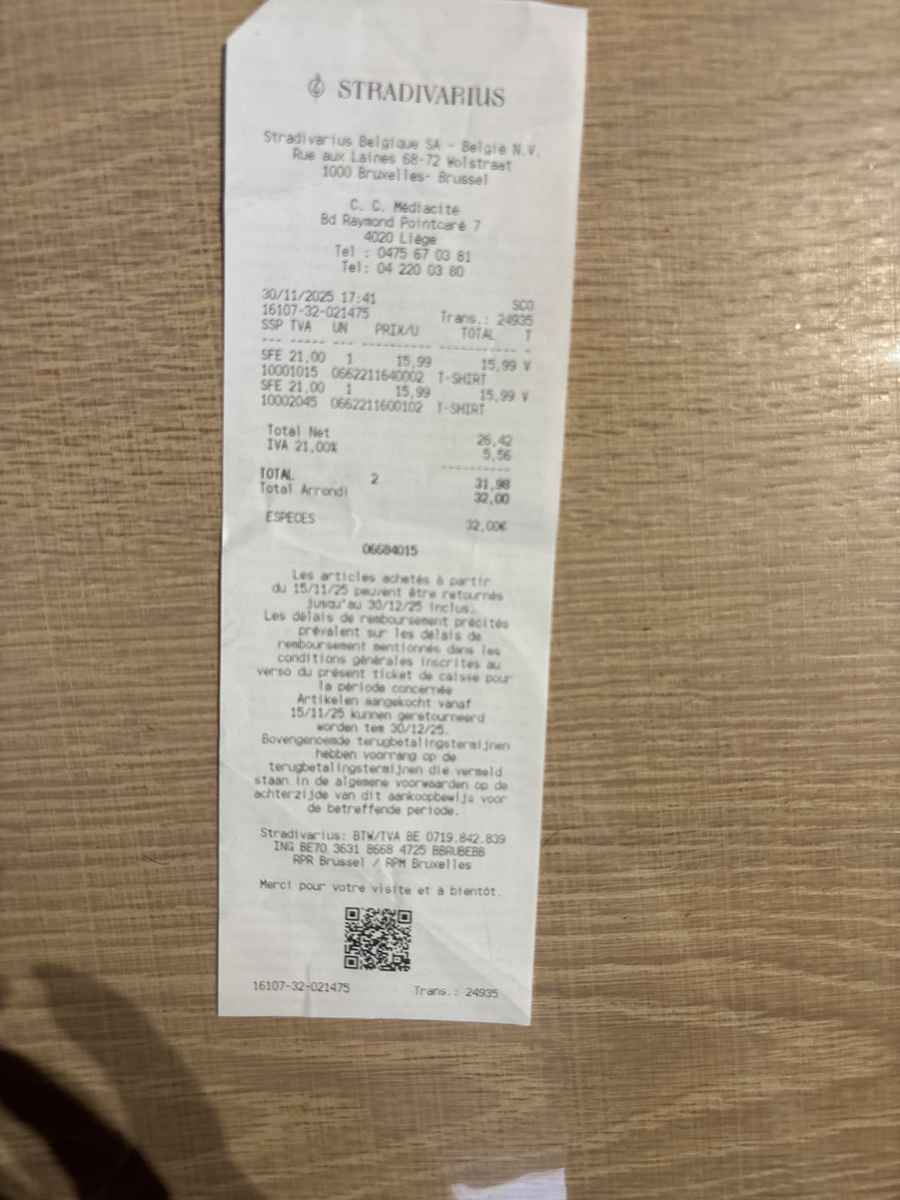 STRADIVARIUS
Stradivarius Belgique SA - België N.V.
Rue aux Laines 68-72 Wolstraat
1000 Bruxelles- Brussel
C. C. Médiacité
Bd Raymond Pointcaré 7
4020 Liège
Tel : 0475 67 03 81
Tel: 04 220 03 80
30/11/2025 17:41 SCO
16107-32-021475 Trans.: 24935
SSP TVA UN PRIX/U TOTAL T
--- ----- --- -------- ---------- -
SFE 21,00 1 15,99 15,99 V
10001015 0662211640002 T-SHIRT
SFE 21,00 1 15,99 15,99 V
10002045 0662211600102 T-SHIRT
Total Net 26,42
IVA 21,00% 5,56
----------
TOTAL 2 31,98
Total Arrondi 32,00
ESPECES 32,00€
06684015
Les articles achetés à partir
du 15/11/25 peuvent être retournés
jusqu'au 30/12/25 inclus.
Les délais de remboursement précités
prévalent sur les délais de
remboursement mentionnés dans les
conditions générales inscrites au
verso du présent ticket de caisse pour
la période concernée
Artikelen aangekocht vanaf
15/11/25 kunnen geretourneerd
worden tem 30/12/25.
Bovengenoemde terugbetalingstermijnen
hebben voorrang op de
terugbetalingstermijnen die vermeld
staan in de algemene voorwaarden op de
achterzijde van dit aankoopbewijs voor
de betreffende periode.
Stradivarius: BTW/TVA BE 0719.842.839
ING BE70 3631 8668 4725 BBRUBEBB
RPR Brussel / RPM Bruxelles
Merci pour votre visite et à bientôt.
16107-32-021475 Trans.: 24935